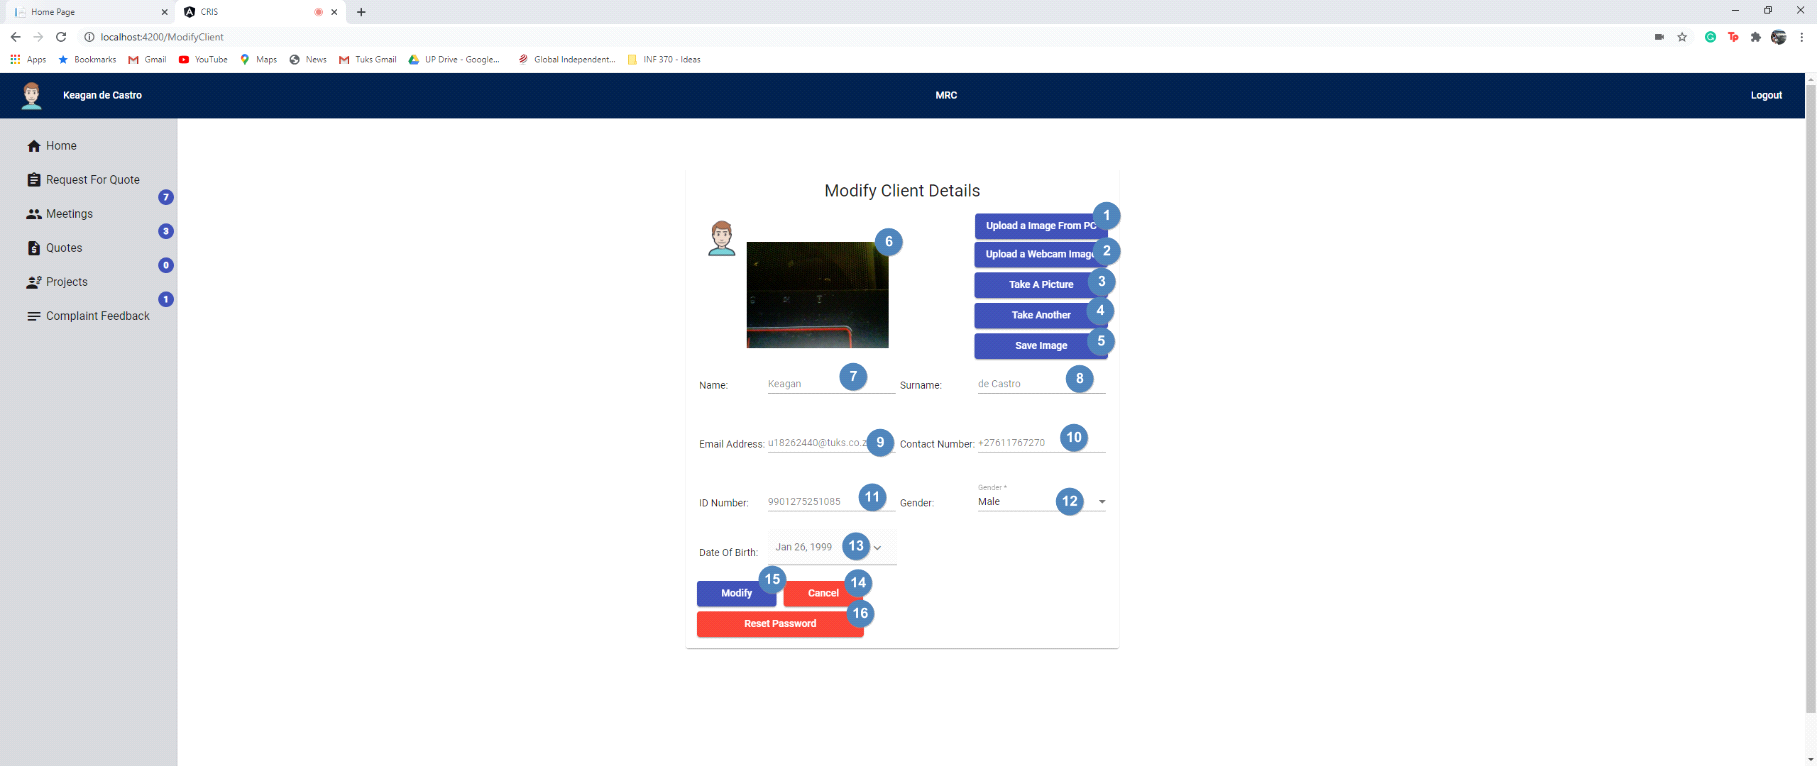 Home Page
CRIS
localhost:4200/ModifyClient
Apps Bookmarks Gmail YouTube Maps News Tuks Gmail UP Drive - Google... Global Independent... INF 370 - Ideas
Keagan de Castro MRC Logout
Home
Request For Quote
7
Meetings
3
Quotes
0
Projects
1
Complaint Feedback
Modify Client Details
Upload a Image From PC 1
Upload a Webcam Image 2
Take A Picture 3
Take Another 4
Save Image 5
6
Name: Keagan 7 Surname: de Castro 8
Email Address: u18262440@tuks.co.z 9 Contact Number: +27611767270 10
Gender *
ID Number: 9901275251085 11 Gender: Male 12
Date Of Birth: Jan 26, 1999 13
Modify 15 Cancel 14
Reset Password 16